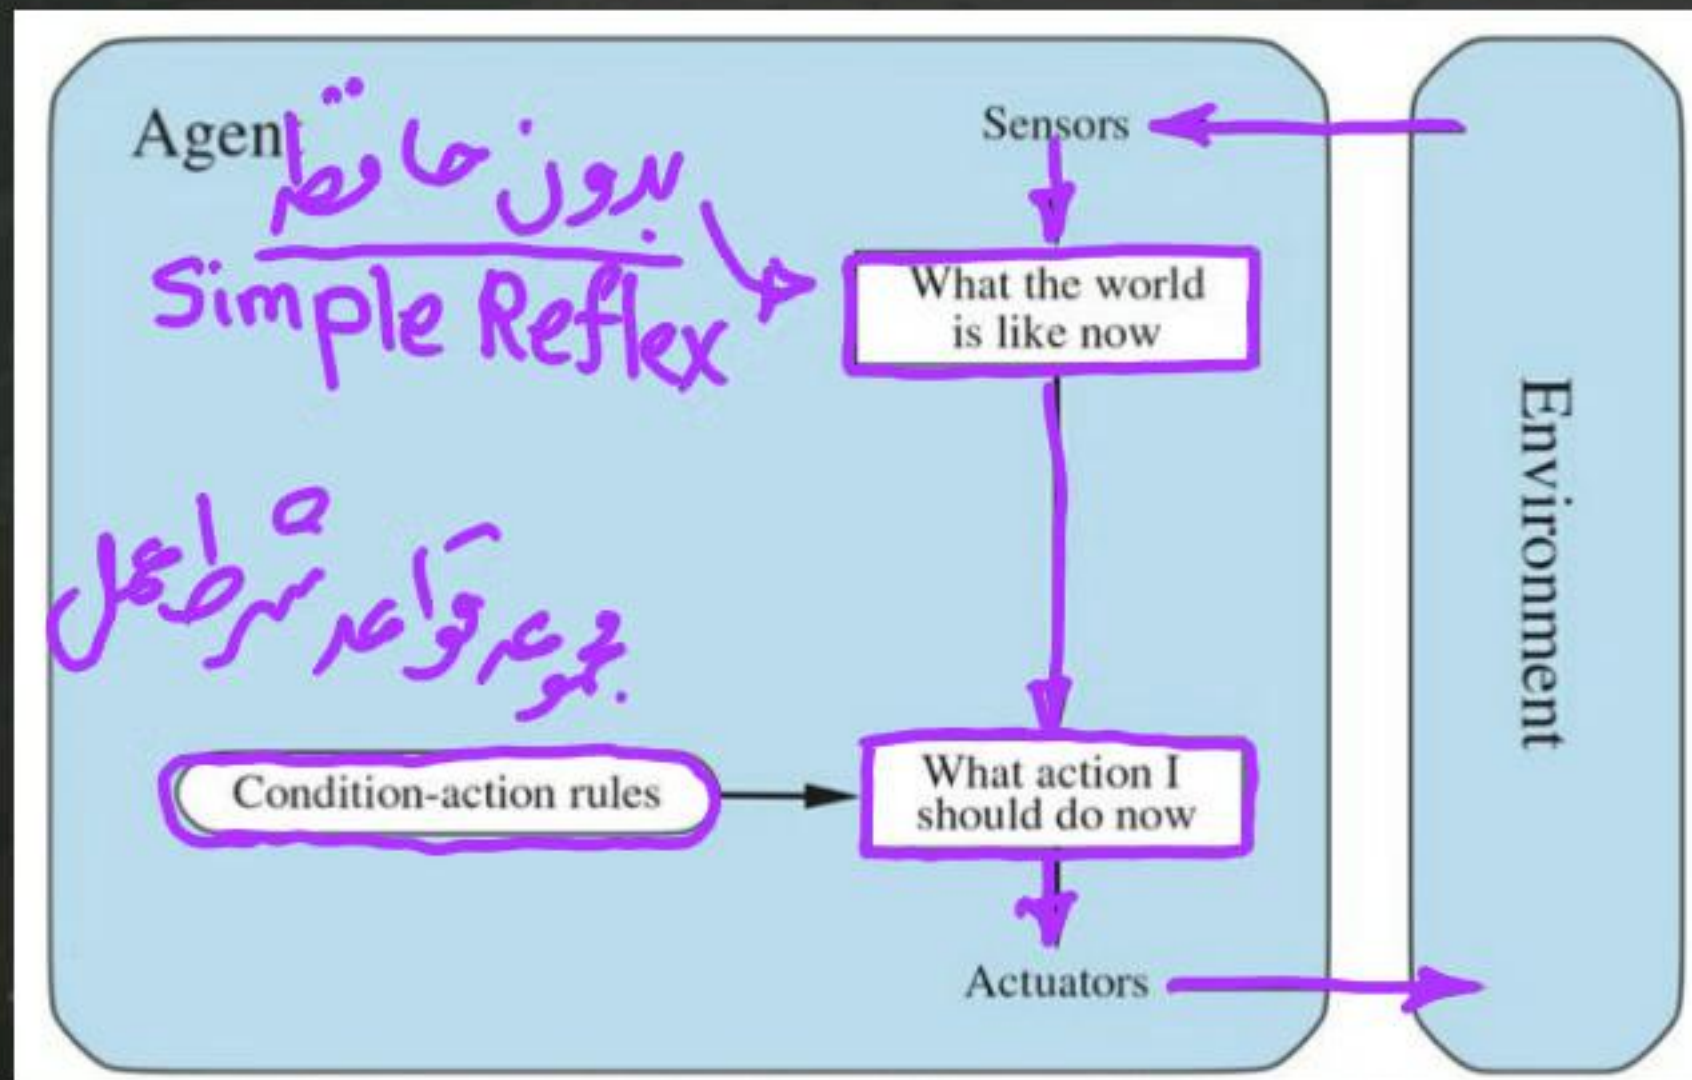 Agent
بدون حافظه
Simple Reflex
Sensors
What the world
is like now
مجموعه قواعد شرط عمل
Condition-action rules
What action I
should do now
Actuators
Environment